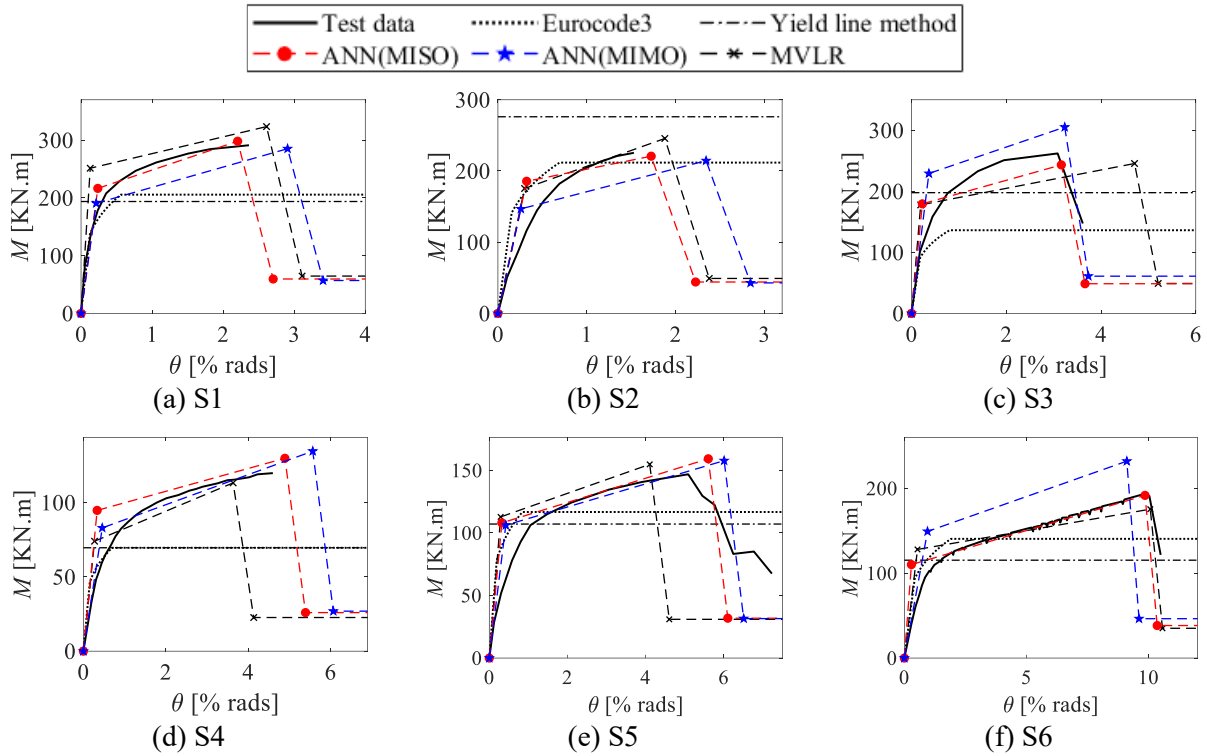 Test data Eurocode3 Yield line method
ANN(MISO) ANN(MIMO) MVLR
300
200
100
0
M [KN.m]
0 1 2 3 4
θ [% rads]
(a) S1
300
200
100
0
M [KN.m]
0 1 2 3
θ [% rads]
(b) S2
300
200
100
0
M [KN.m]
0 2 4 6
θ [% rads]
(c) S3
100
50
0
M [KN.m]
0 2 4 6
θ [% rads]
(d) S4
150
100
50
0
M [KN.m]
0 2 4 6
θ [% rads]
(e) S5
200
100
0
M [KN.m]
0 5 10
θ [% rads]
(f) S6